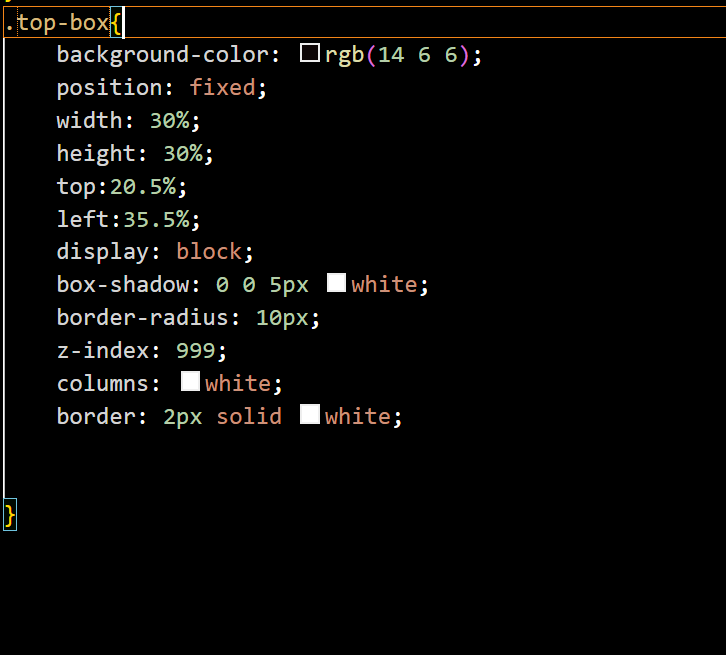 .top-box{
background-color: rgb(14 6 6);
position: fixed;
width: 30%;
height: 30%;
top:20.5%;
left:35.5%;
display: block;
box-shadow: 0 0 5px white;
border-radius: 10px;
z-index: 999;
columns: white;
border: 2px solid white;
}